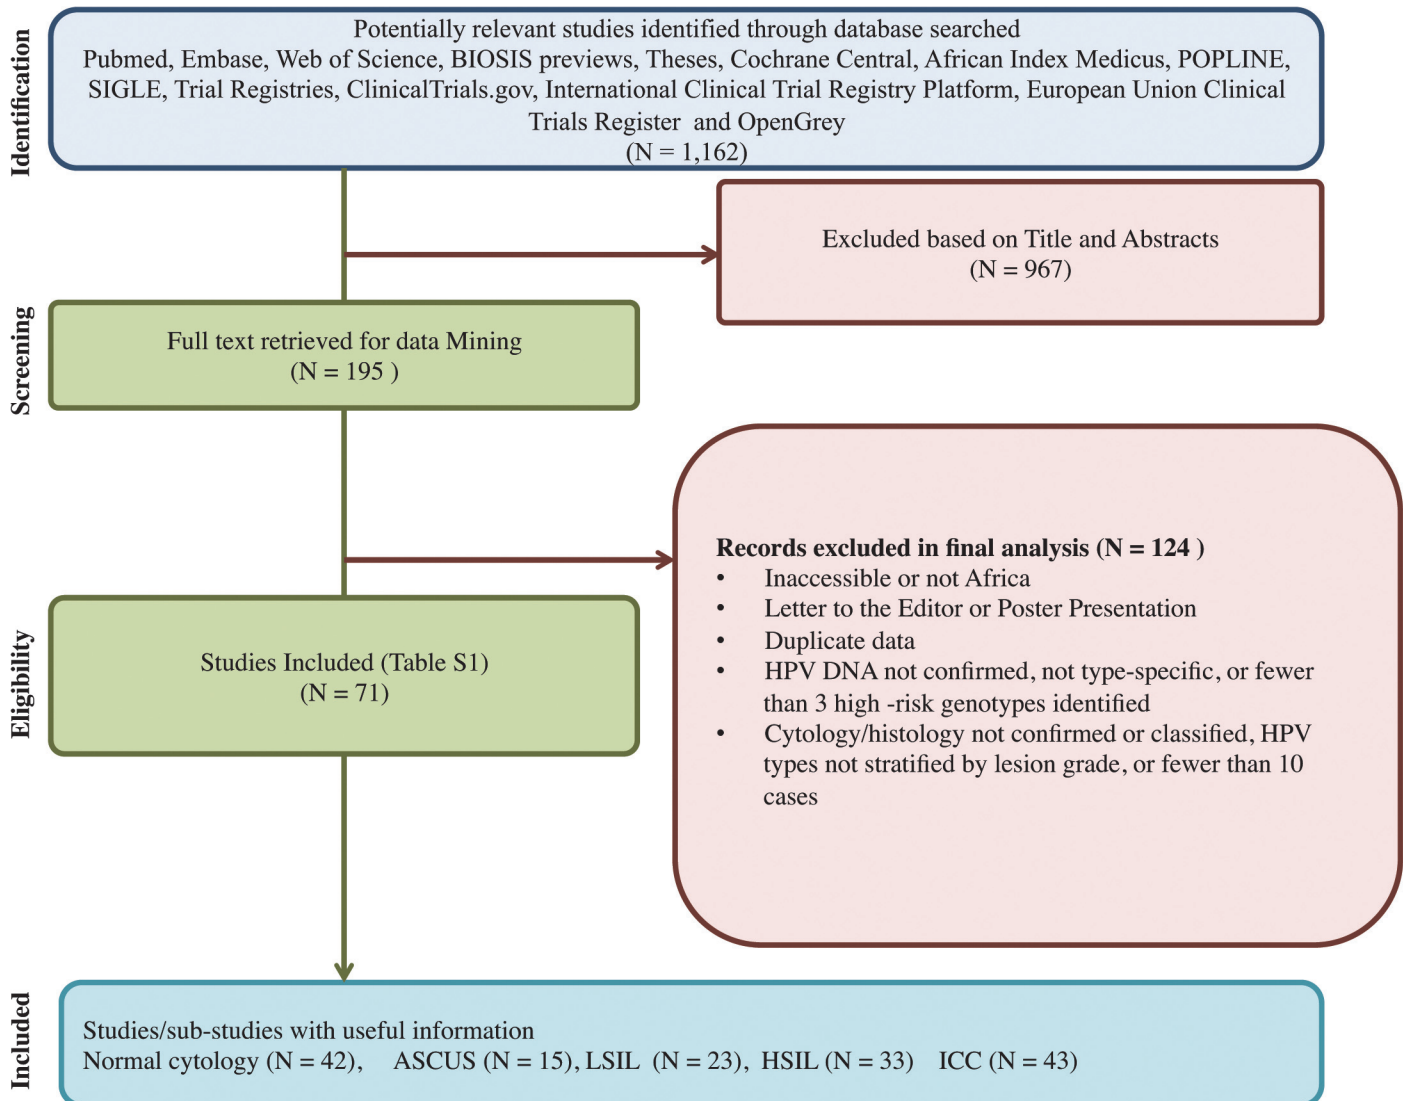 Identification
Potentially relevant studies identified through database searched
Pubmed, Embase, Web of Science, BIOSIS previews, Theses, Cochrane Central, African Index Medicus, POPLINE,
SIGLE, Trial Registries, ClinicalTrials.gov, International Clinical Trial Registry Platform, European Union Clinical
Trials Register and OpenGrey
(N = 1,162)
Excluded based on Title and Abstracts
(N = 967)
Screening
Full text retrieved for data Mining
(N = 195 )
Records excluded in final analysis (N = 124 )
• Inaccessible or not Africa
• Letter to the Editor or Poster Presentation
• Duplicate data
• HPV DNA not confirmed, not type-specific, or fewer
than 3 high -risk genotypes identified
• Cytology/histology not confirmed or classified, HPV
types not stratified by lesion grade, or fewer than 10
cases
Eligibility
Studies Included (Table S1)
(N = 71)
Included
Studies/sub-studies with useful information
Normal cytology (N = 42), ASCUS (N = 15), LSIL (N = 23), HSIL (N = 33) ICC (N = 43)